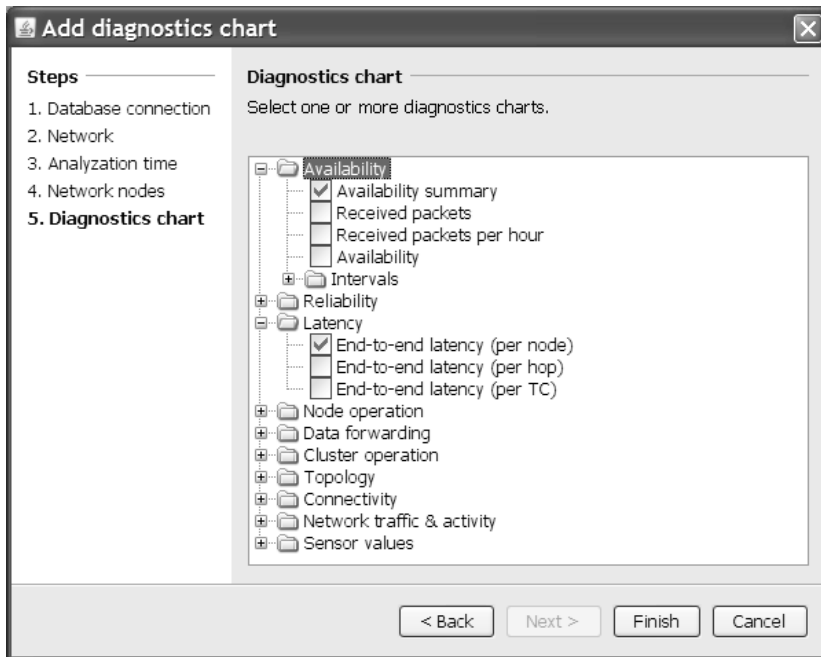 Add diagnostics chart
Steps
1. Database connection
2. Network
3. Analyzation time
4. Network nodes
5. Diagnostics chart
Diagnostics chart
Select one or more diagnostics charts.
Availability
Availability summary
Received packets
Received packets per hour
Availability
Intervals
Reliability
Latency
End-to-end latency (per node)
End-to-end latency (per hop)
End-to-end latency (per TC)
Node operation
Data forwarding
Cluster operation
Topology
Connectivity
Network traffic & activity
Sensor values
< Back
Next >
Finish
Cancel